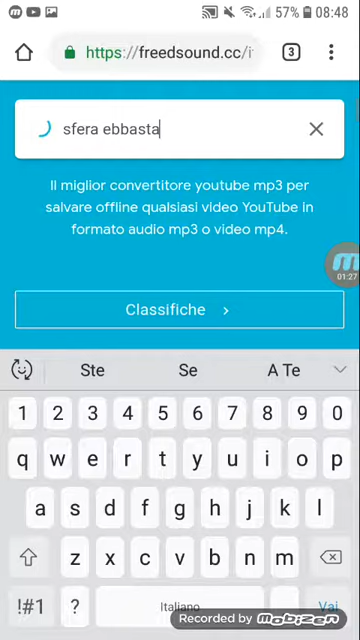 57% 08:48
https://freedsound.cc/i
3
sfera ebbasta
Il miglior convertitore youtube mp3 per
salvare offline qualsiasi video YouTube in
formato audio mp3 o video mp4.
01:27
Classifiche
Ste Se A Te
1 2 3 4 5 6 7 8 9 0
q w e r t y u i o p
a s d f g h j k l
z x c v b n m
!#1 ? Italiano Vai
Recorded by mobizen